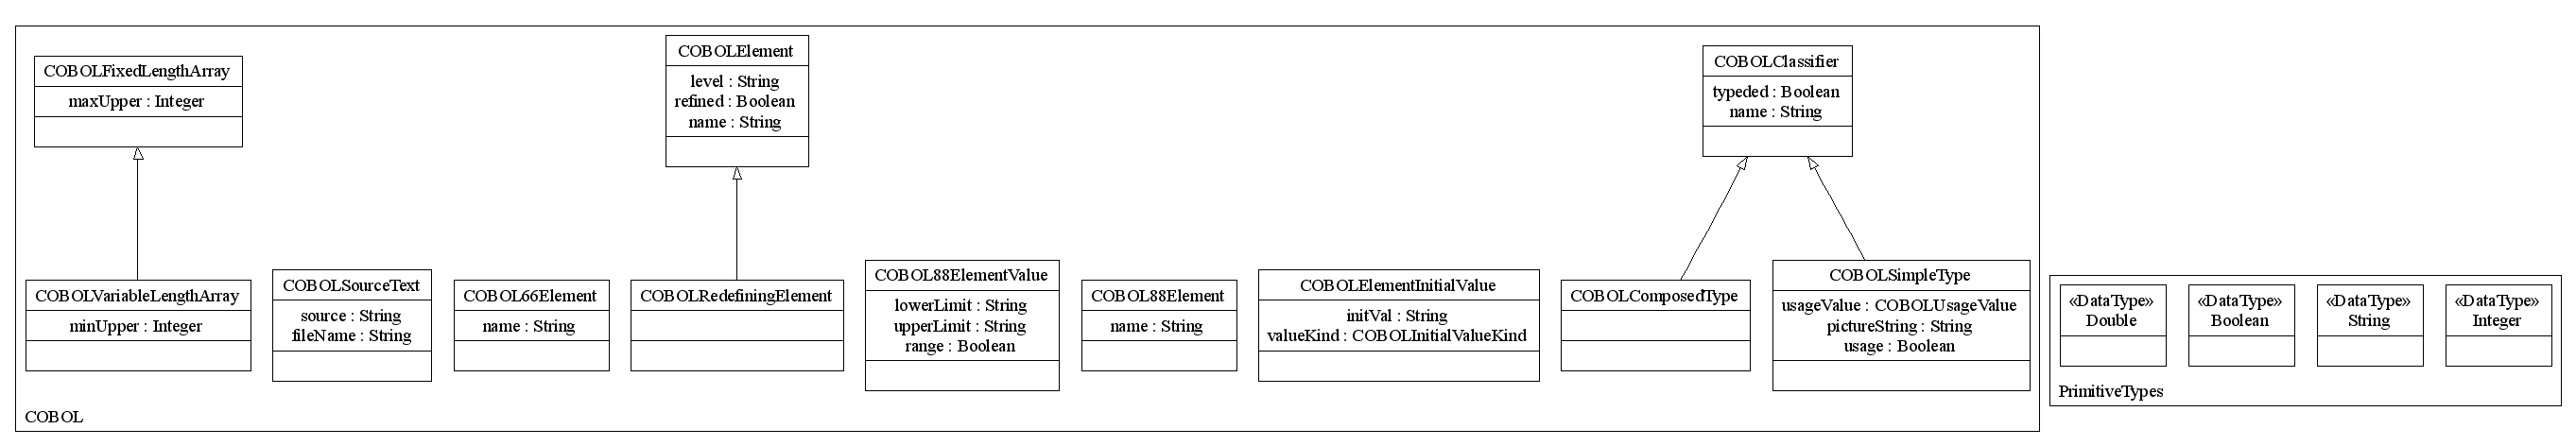 COBOLFixedLengthArray
maxUpper : Integer
COBOLElement
level : String
refined : Boolean
name : String
COBOLClassifier
typeded : Boolean
name : String
COBOLVariableLengthArray
minUpper : Integer
COBOLSourceText
source : String
fileName : String
COBOL66Element
name : String
COBOLRedefiningElement
COBOL88ElementValue
lowerLimit : String
upperLimit : String
range : Boolean
COBOL88Element
name : String
COBOLElementInitialValue
initVal : String
valueKind : COBOLInitialValueKind
COBOLComposedType
COBOLSimpleType
usageValue : COBOLUsageValue
pictureString : String
usage : Boolean
COBOL
«DataType»
Double
«DataType»
Boolean
«DataType»
String
«DataType»
Integer
PrimitiveTypes